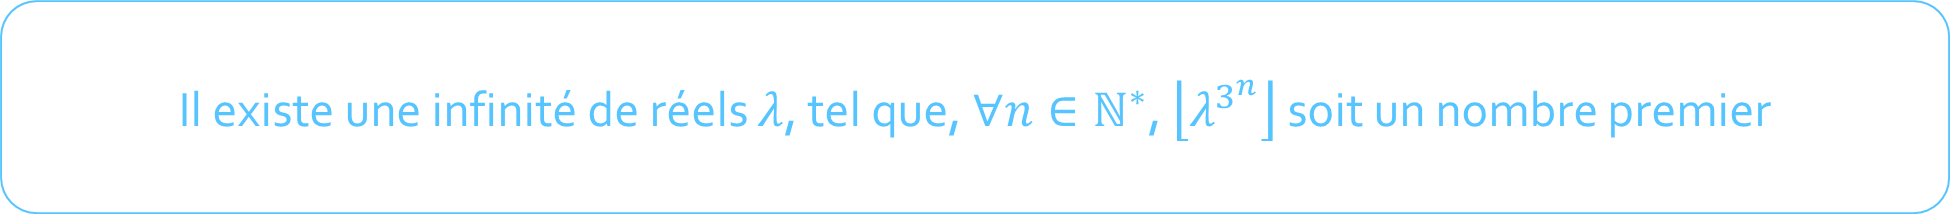 Il existe une infinité de réels 𝜆, tel que, ∀𝑛 ∈ ℕ*, ⌊𝜆^{3^𝑛}⌋ soit un nombre premier